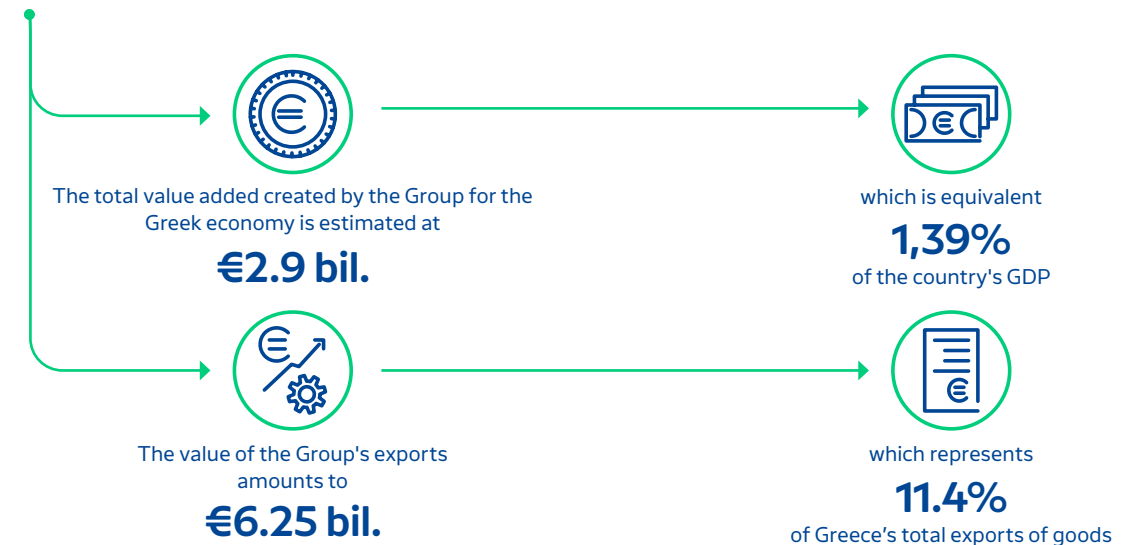 The total value added created by the Group for the
Greek economy is estimated at
€2.9 bil.
which is equivalent
1,39%
of the country's GDP
The value of the Group's exports
amounts to
€6.25 bil.
which represents
11.4%
of Greece’s total exports of goods